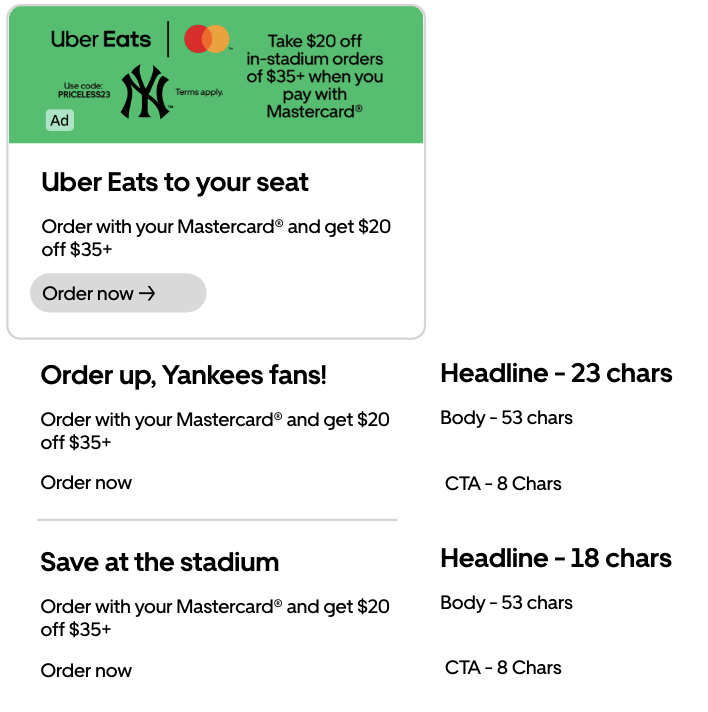 Uber Eats
Take $20 off
in-stadium orders
of $35+ when you
pay with
Mastercard®
Use code:
PRICELESS23
NY
™
Terms apply.
Ad
Uber Eats to your seat
Order with your Mastercard® and get $20
off $35+
Order now →
Order up, Yankees fans!
Headline - 23 chars
Order with your Mastercard® and get $20
off $35+
Body - 53 chars
Order now
CTA - 8 Chars
Save at the stadium
Headline - 18 chars
Order with your Mastercard® and get $20
off $35+
Body - 53 chars
Order now
CTA - 8 Chars